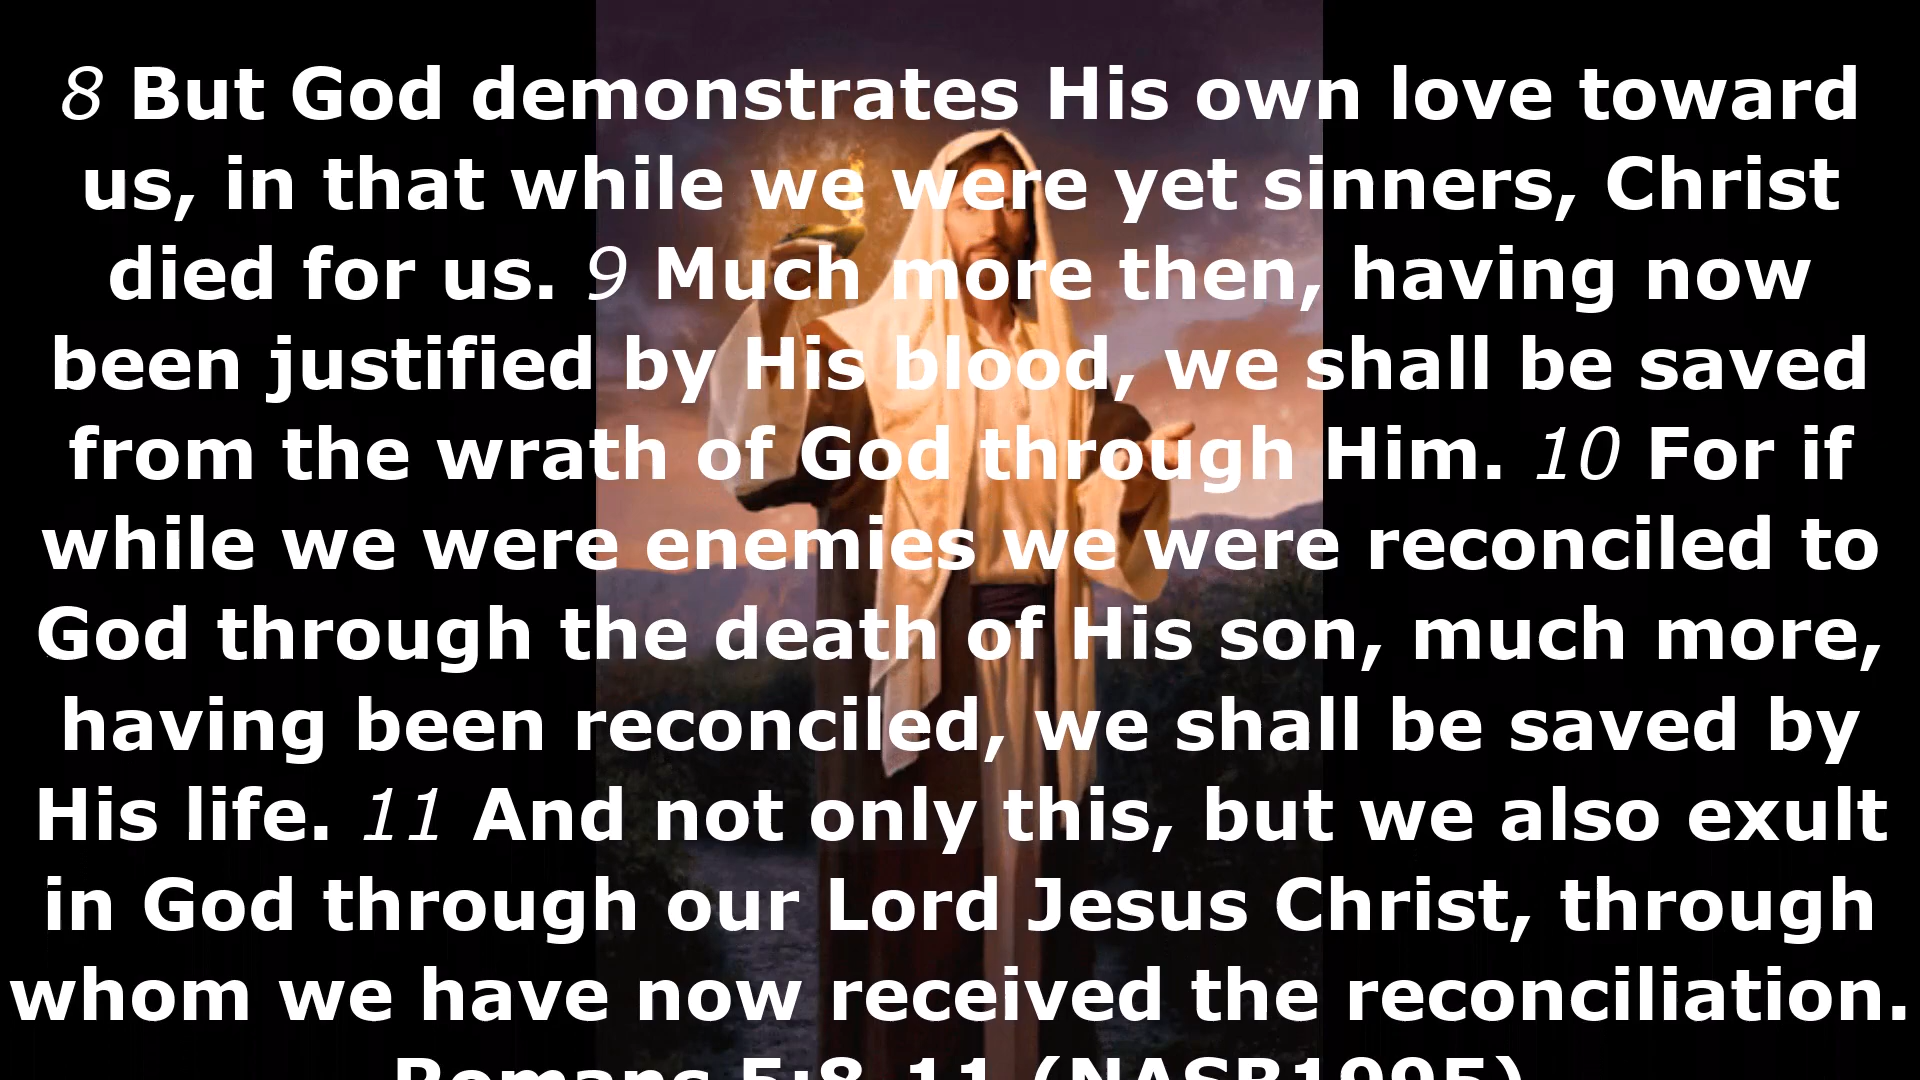 8 But God demonstrates His own love toward
us, in that while we were yet sinners, Christ
died for us. 9 Much more then, having now
been justified by His blood, we shall be saved
from the wrath of God through Him. 10 For if
while we were enemies we were reconciled to
God through the death of His son, much more,
having been reconciled, we shall be saved by
His life. 11 And not only this, but we also exult
in God through our Lord Jesus Christ, through
whom we have now received the reconciliation.
Romans 5:8-11 (NASB1995)